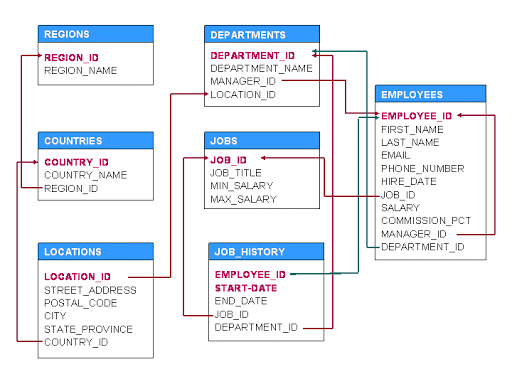 REGIONS
REGION_ID
REGION_NAME
COUNTRIES
COUNTRY_ID
COUNTRY_NAME
REGION_ID
LOCATIONS
LOCATION_ID
STREET_ADDRESS
POSTAL_CODE
CITY
STATE_PROVINCE
COUNTRY_ID
DEPARTMENTS
DEPARTMENT_ID
DEPARTMENT_NAME
MANAGER_ID
LOCATION_ID
JOBS
JOB_ID
JOB_TITLE
MIN_SALARY
MAX_SALARY
JOB_HISTORY
EMPLOYEE_ID
START-DATE
END_DATE
JOB_ID
DEPARTMENT_ID
EMPLOYEES
EMPLOYEE_ID
FIRST_NAME
LAST_NAME
EMAIL
PHONE_NUMBER
HIRE_DATE
JOB_ID
SALARY
COMMISSION_PCT
MANAGER_ID
DEPARTMENT_ID